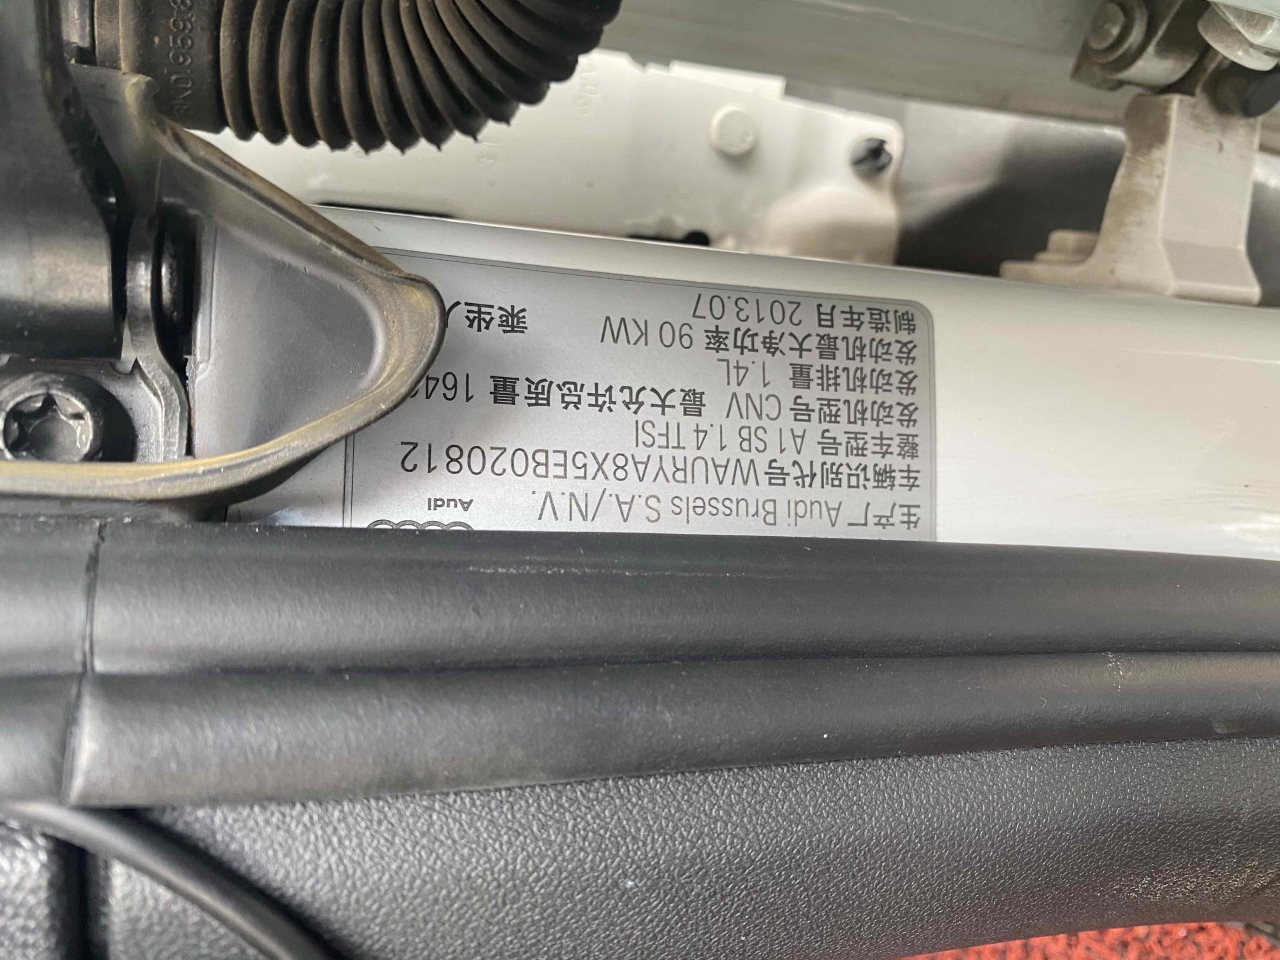 Audi
生产厂 Audi Brussels S.A./N.V.
车辆识别代号 WAURYA8X5EB020812
整车型号 A1 SB 1.4 TFSI
发动机型号 CNV 最大允许总质量 164
发动机排量 1.4L
发动机最大净功率 90 KW 乘坐人
制造年月 2013.07